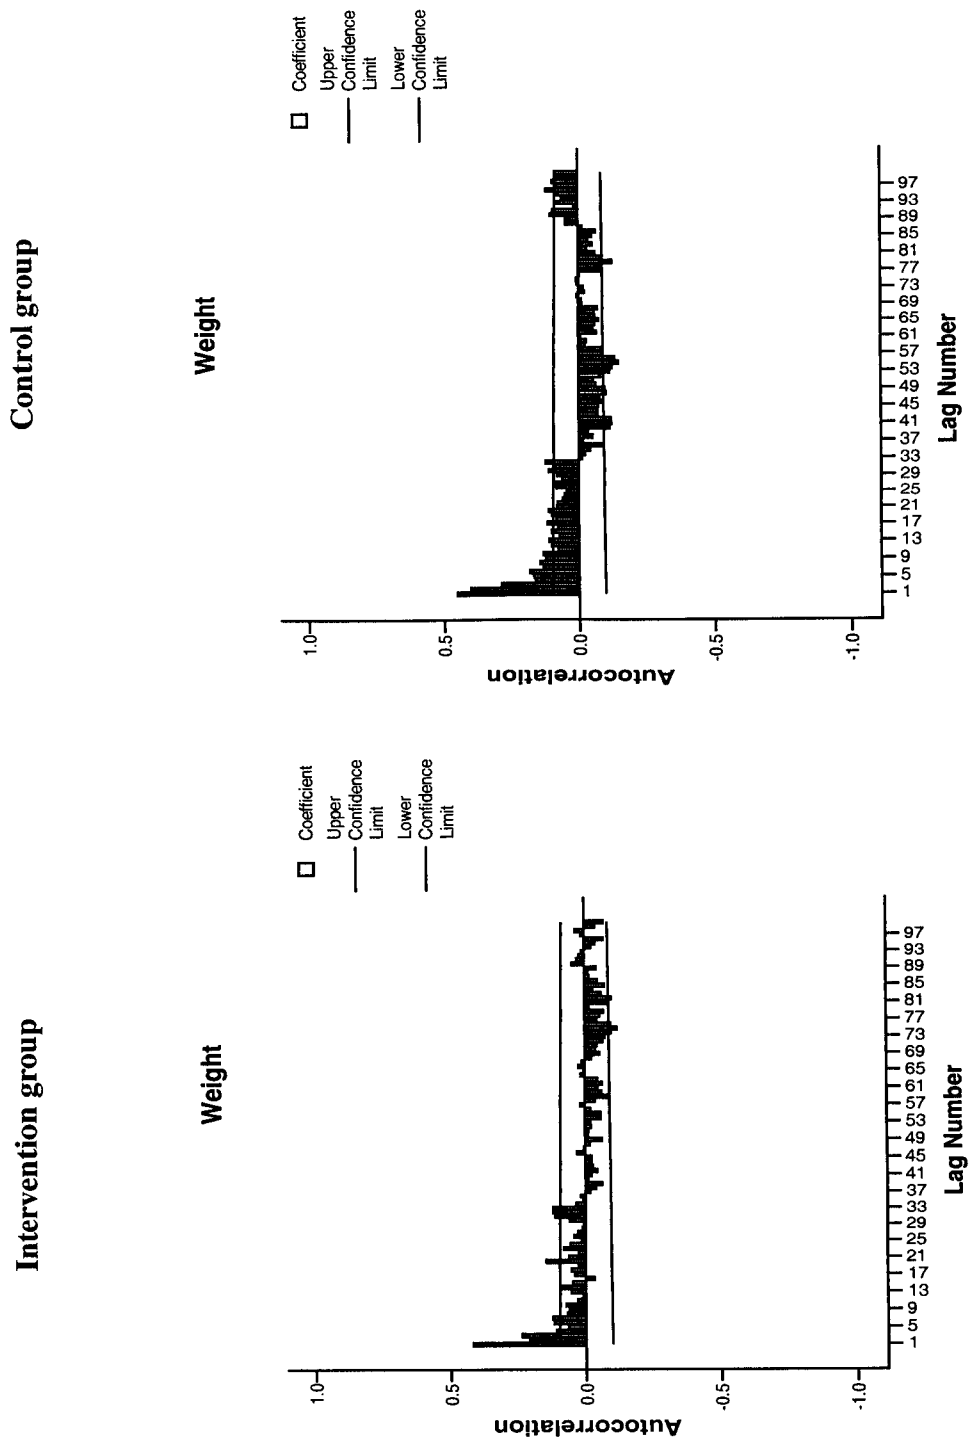 Intervention group
Weight
Coefficient
Upper
Confidence
Limit
Lower
Confidence
Limit
Autocorrelation
1.0
0.5
0.0
-0.5
-1.0
1 5 9 13 17 21 25 29 33 37 41 45 49 53 57 61 65 69 73 77 81 85 89 93 97
Lag Number
Control group
Weight
Coefficient
Upper
Confidence
Limit
Lower
Confidence
Limit
Autocorrelation
1.0
0.5
0.0
-0.5
-1.0
1 5 9 13 17 21 25 29 33 37 41 45 49 53 57 61 65 69 73 77 81 85 89 93 97
Lag Number